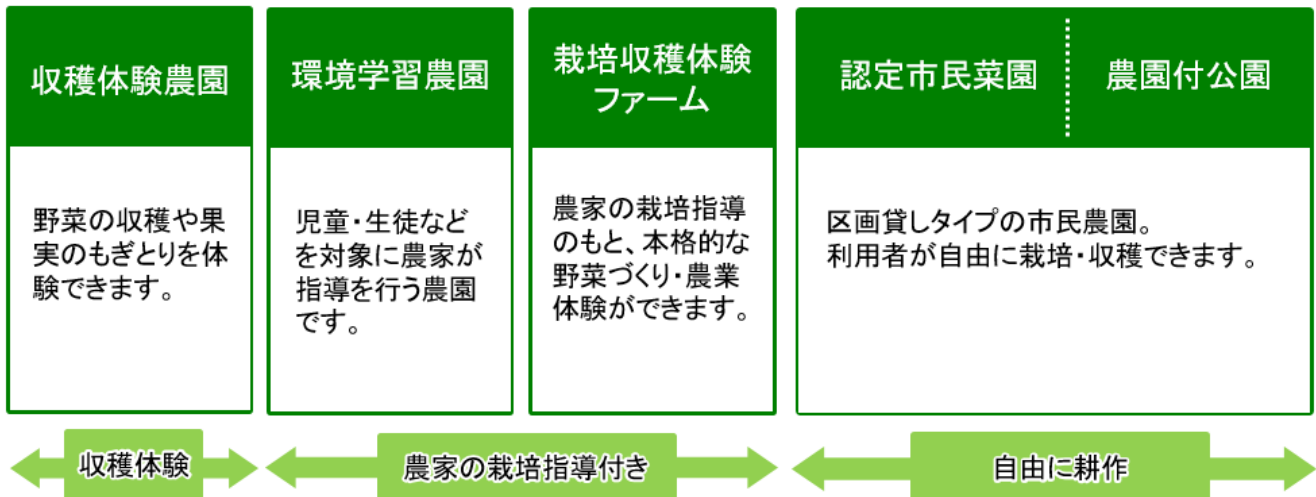 収穫体験農園
野菜の収穫や果
実のもぎとりを体
験できます。
環境学習農園
児童・生徒など
を対象に農家が
指導を行う農園
です。
栽培収穫体験
ファーム
農家の栽培指導
のもと、本格的な
野菜づくり・農業
体験ができます。
認定市民菜園
農園付公園
区画貸しタイプの市民農園。
利用者が自由に栽培・収穫できます。
収穫体験
農家の栽培指導付き
自由に耕作